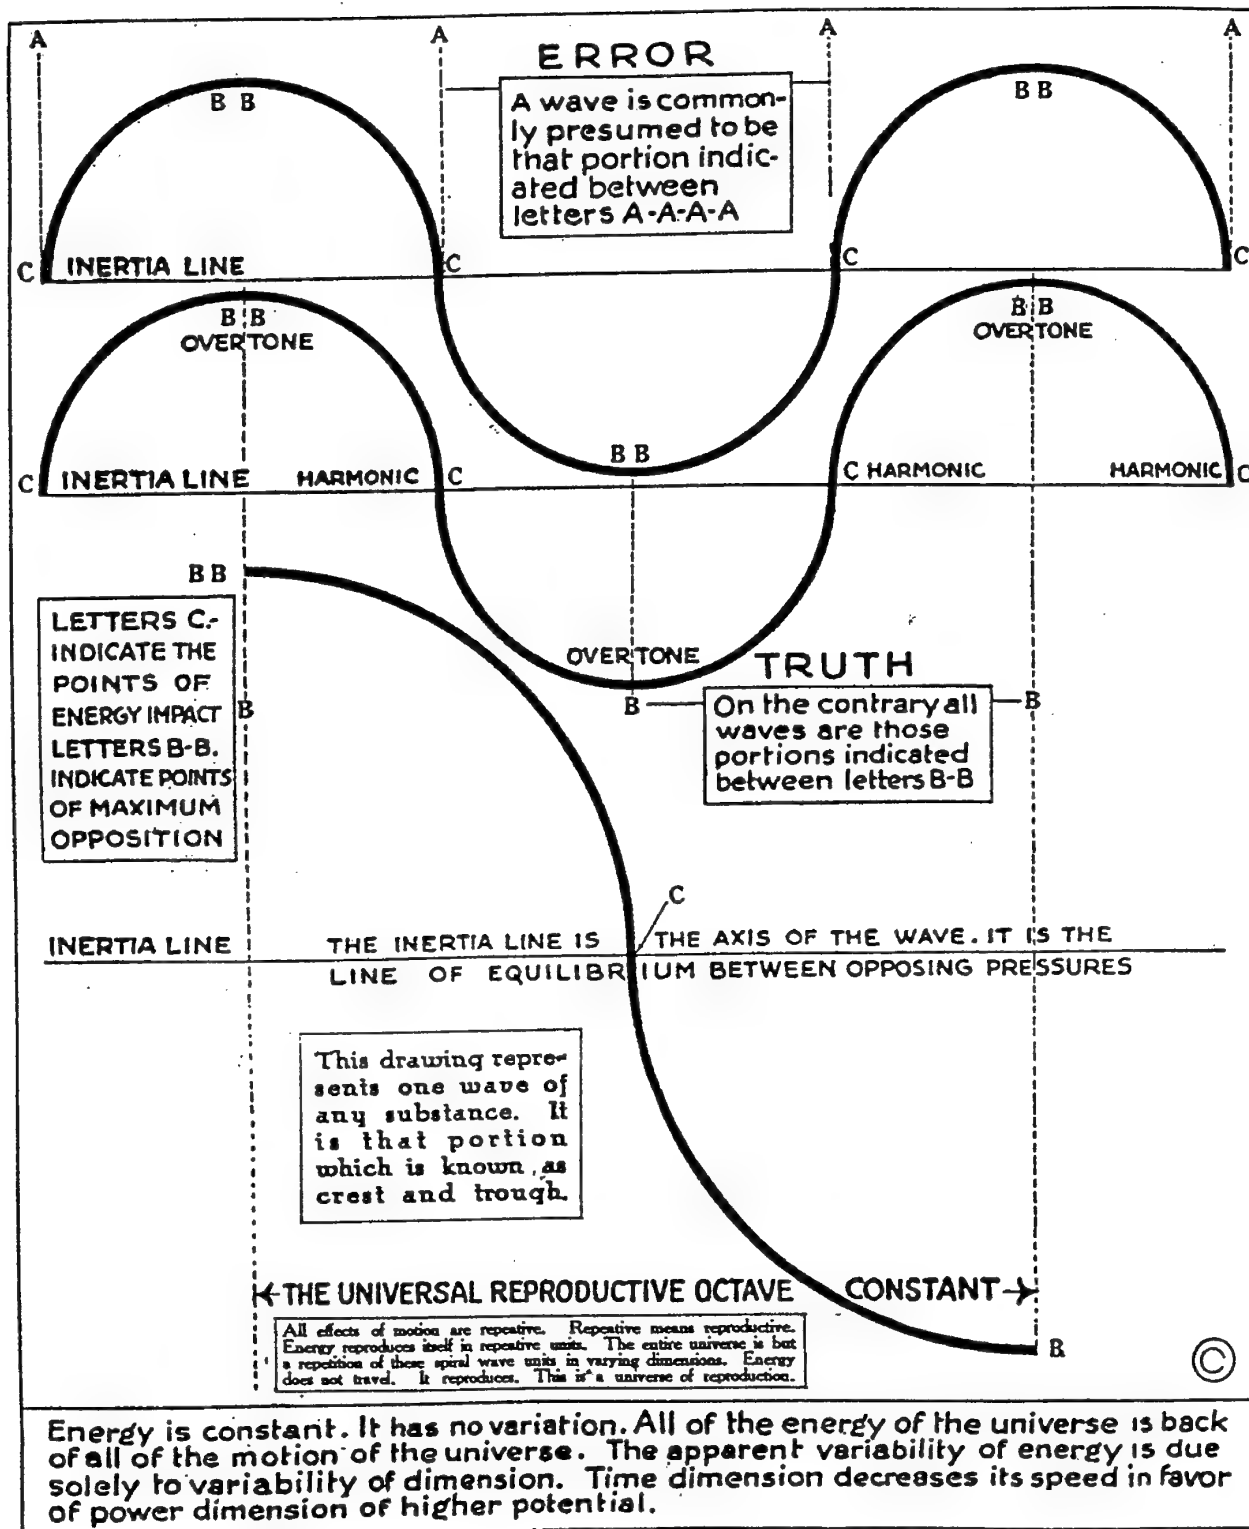 A A A A
ERROR
B B
A wave is common-
ly presumed to be
that portion indic-
ated between
letters A-A-A-A
B B
C INERTIA LINE C C C
B B
OVERTONE
B B
B B
OVERTONE
C INERTIA LINE HARMONIC C C HARMONIC HARMONIC C
B B
LETTERS C.-
INDICATE THE
POINTS OF
ENERGY IMPACT
LETTERS B-B.
INDICATE POINTS
OF MAXIMUM
OPPOSITION
B
OVERTONE
TRUTH
B
On the contrary all
waves are those
portions indicated
between letters B-B
B
C
INERTIA LINE
THE INERTIA LINE IS THE AXIS OF THE WAVE. IT IS THE
LINE OF EQUILIBRIUM BETWEEN OPPOSING PRESSURES
This drawing repre-
sents one wave of
any substance. It
is that portion
which is known as
crest and trough.
THE UNIVERSAL REPRODUCTIVE OCTAVE CONSTANT
All effects of motion are repeative. Repeative means reproductive.
Energy reproduces itself in repeative units. The entire universe is but
a repetition of these spiral wave units in varying dimensions. Energy
does not travel. It reproduces. This is a universe of reproduction.
B
©
Energy is constant. It has no variation. All of the energy of the universe is back
of all of the motion of the universe. The apparent variability of energy is due
solely to variability of dimension. Time dimension decreases its speed in favor
of power dimension of higher potential.